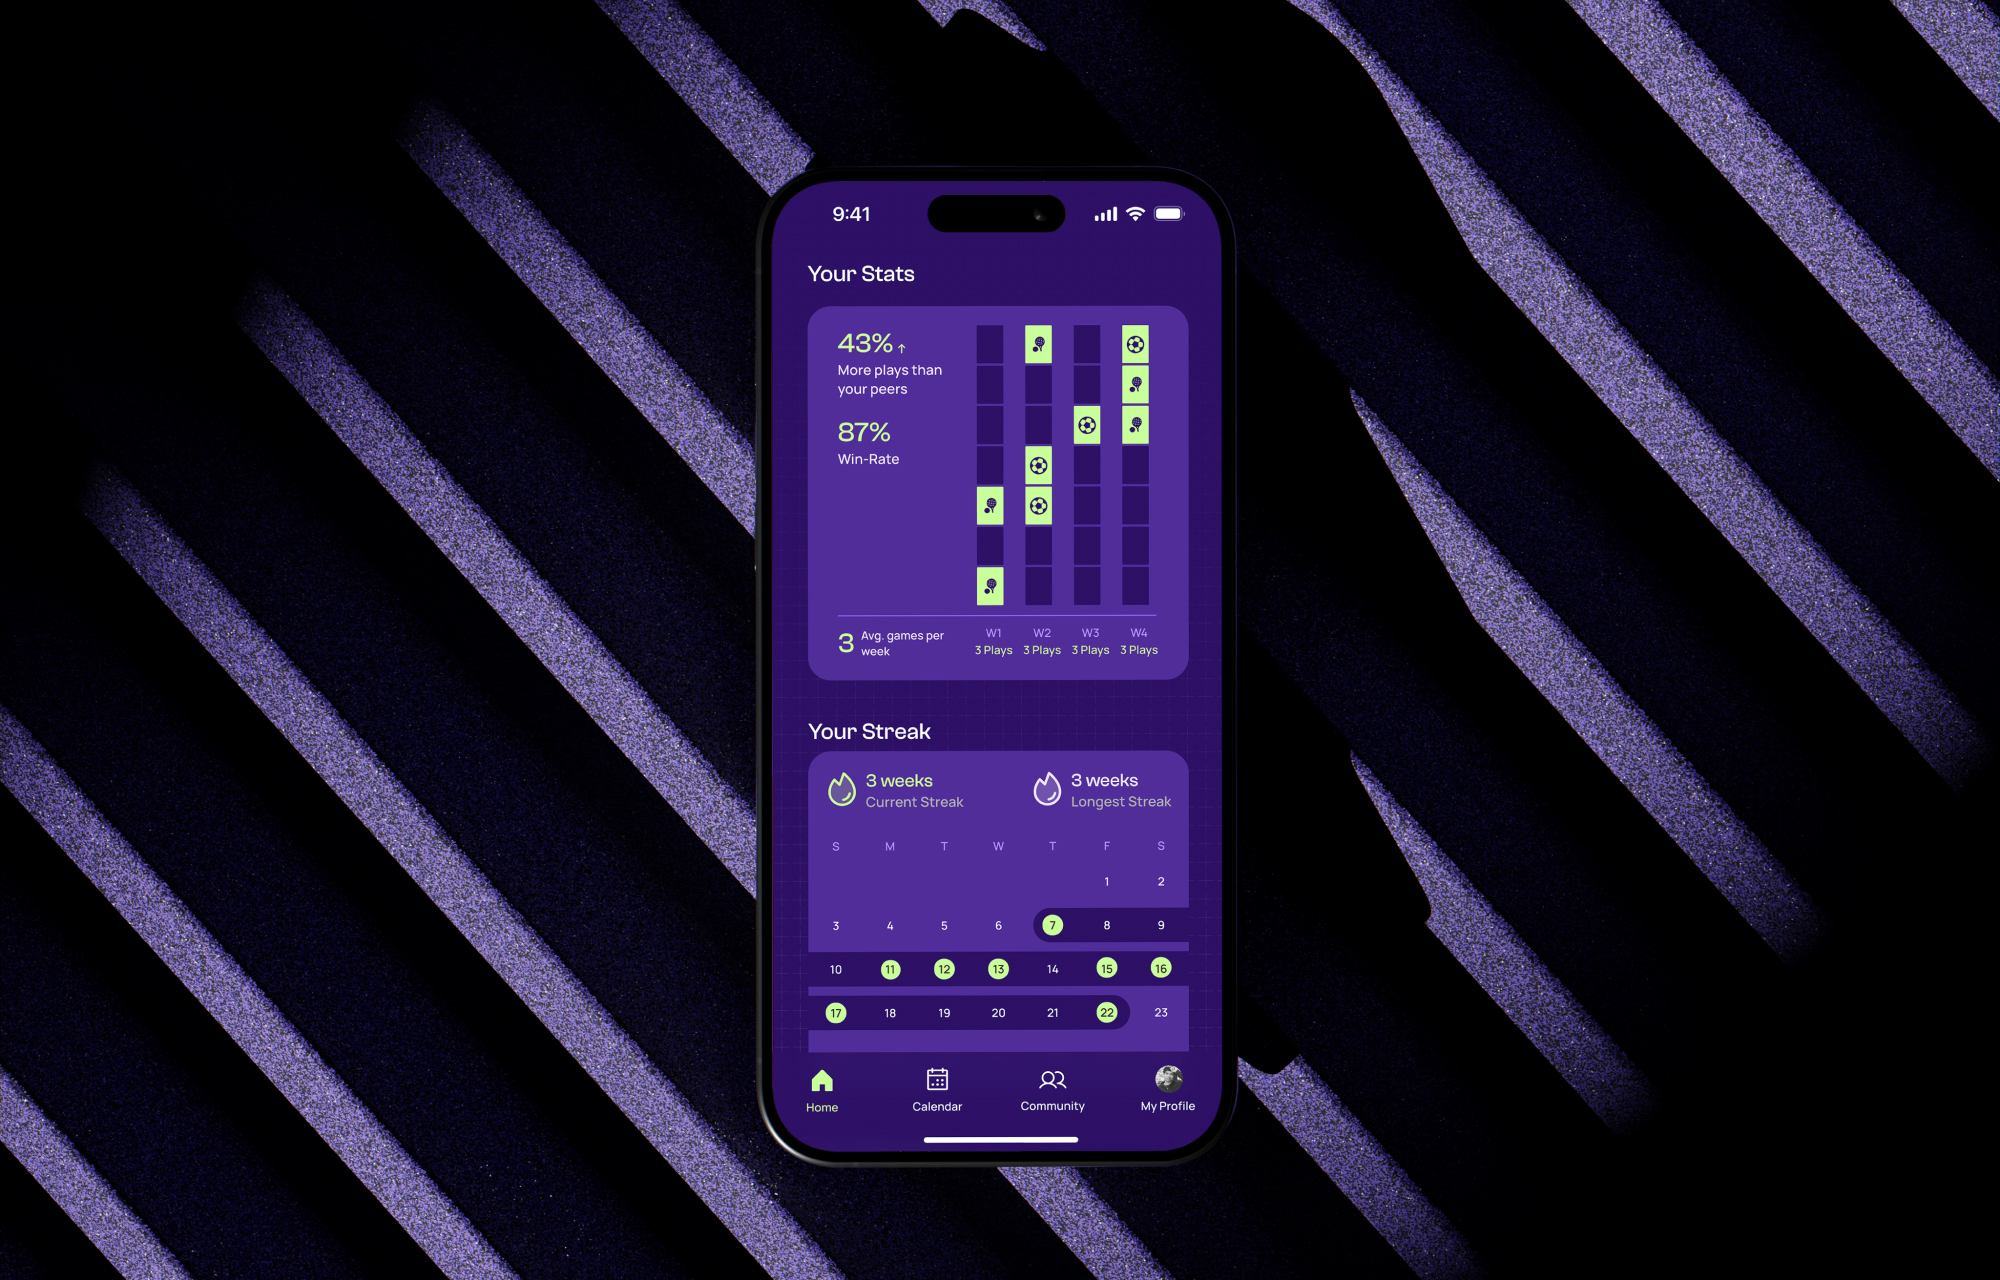 9:41
Your Stats
43% ↑
More plays than
your peers
87%
Win-Rate
3 Avg. games per
week
W1 W2 W3 W4
3 Plays 3 Plays 3 Plays 3 Plays
Your Streak
3 weeks
Current Streak
3 weeks
Longest Streak
S M T W T F S
1 2
3 4 5 6 7 8 9
10 11 12 13 14 15 16
17 18 19 20 21 22 23
Home Calendar Community My Profile